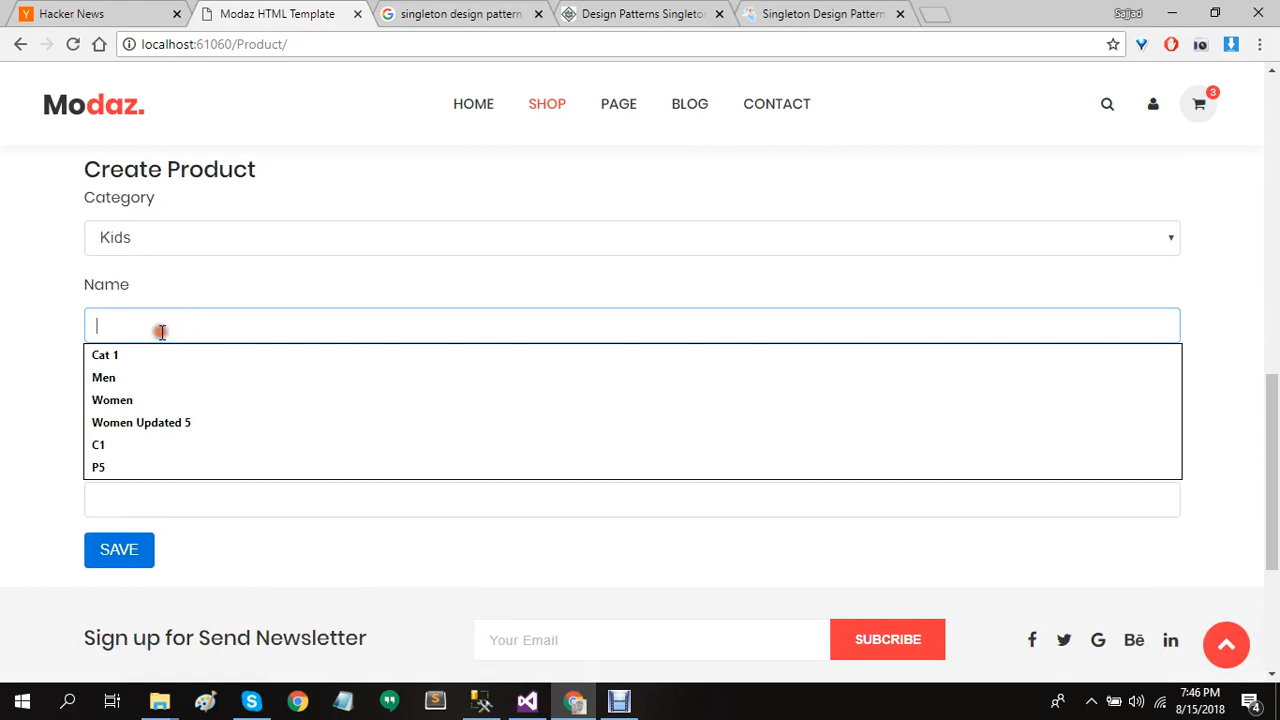 Hacker News
Modaz HTML Template
singleton design pattern
Design Patterns Singleto
Singleton Design Pattern
Sajjad
localhost:61060/Product/
Modaz.
HOME
SHOP
PAGE
BLOG
CONTACT
3
Create Product
Category
Kids
Name
Cat 1
Men
Women
Women Updated 5
C1
P5
SAVE
Sign up for Send Newsletter
Your Email
SUBCRIBE
7:46 PM
8/15/2018
4